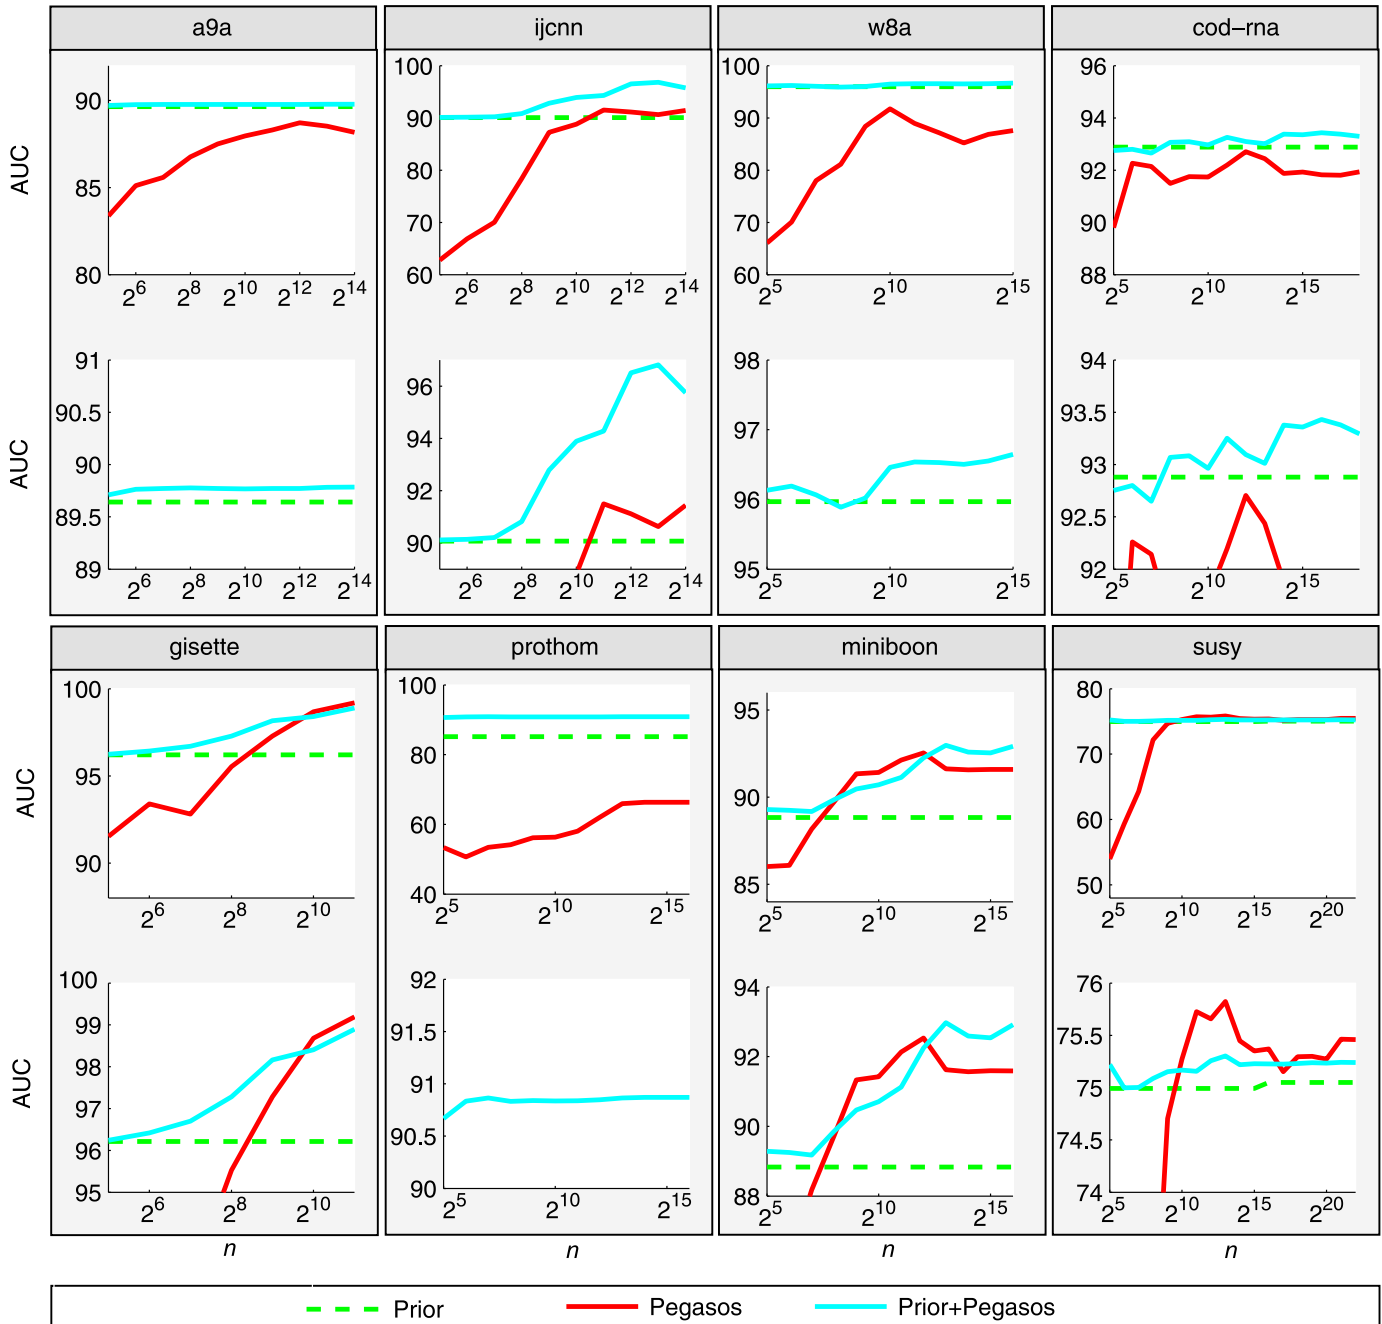 a9a ijcnn w8a cod−rna
AUC
90
85
80
2^6 2^8 2^10 2^12 2^14
100
90
80
70
60
2^6 2^8 2^10 2^12 2^14
100
90
80
70
60
2^5 2^10 2^15
96
94
92
90
88
2^5 2^10 2^15
AUC
91
90.5
90
89.5
89
2^6 2^8 2^10 2^12 2^14
96
94
92
90
2^6 2^8 2^10 2^12 2^14
98
97
96
95
2^5 2^10 2^15
94
93.5
93
92.5
92
2^5 2^10 2^15
gisette prothom miniboon susy
AUC
100
95
90
2^6 2^8 2^10
100
80
60
40
2^5 2^10 2^15
95
90
85
2^5 2^10 2^15
80
70
60
50
2^5 2^10 2^15 2^20
AUC
100
99
98
97
96
95
2^6 2^8 2^10
92
91.5
91
90.5
90
2^5 2^10 2^15
94
92
90
88
2^5 2^10 2^15
76
75.5
75
74.5
74
2^5 2^10 2^15 2^20
n n n n
Prior Pegasos Prior+Pegasos